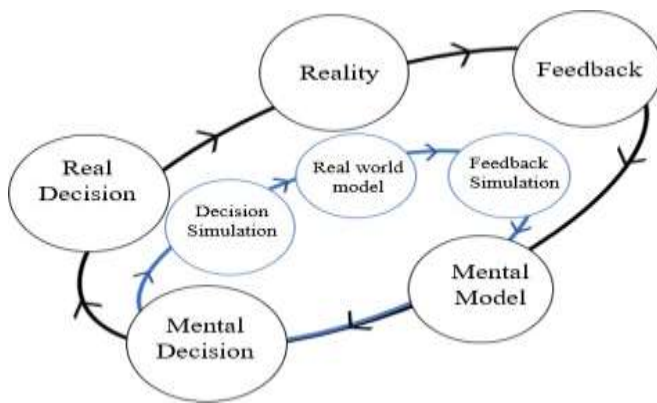 Reality
Feedback
Real
Decision
Real world
model
Feedback
Simulation
Decision
Simulation
Mental
Model
Mental
Decision